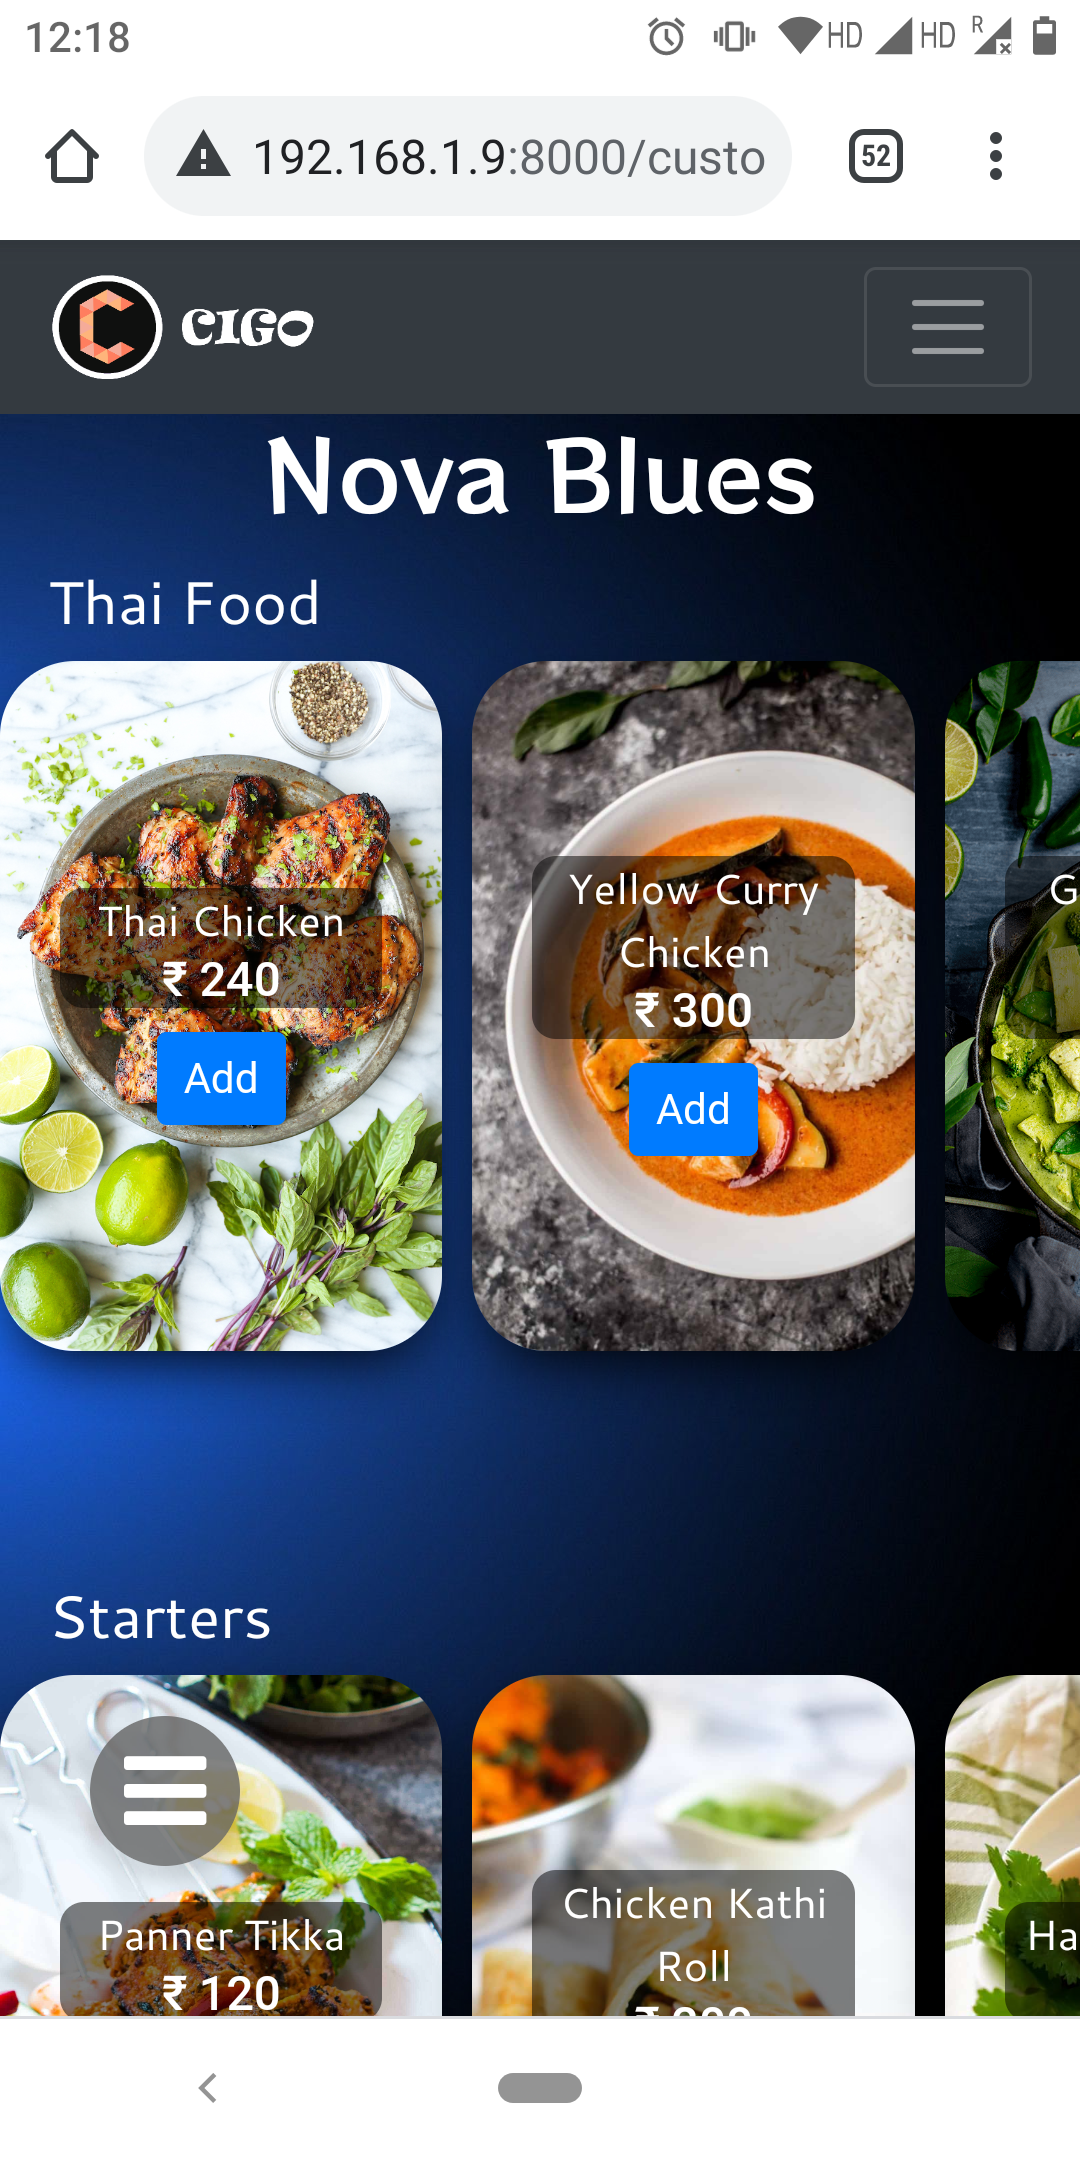 12:18
HD
HD
R
192.168.1.9:8000/custo
52
CIGO
Nova Blues
Thai Food
Thai Chicken
₹ 240
Add
Yellow Curry
Chicken
₹ 300
Add
G
Starters
Panner Tikka
₹ 120
Chicken Kathi
Roll
Ha